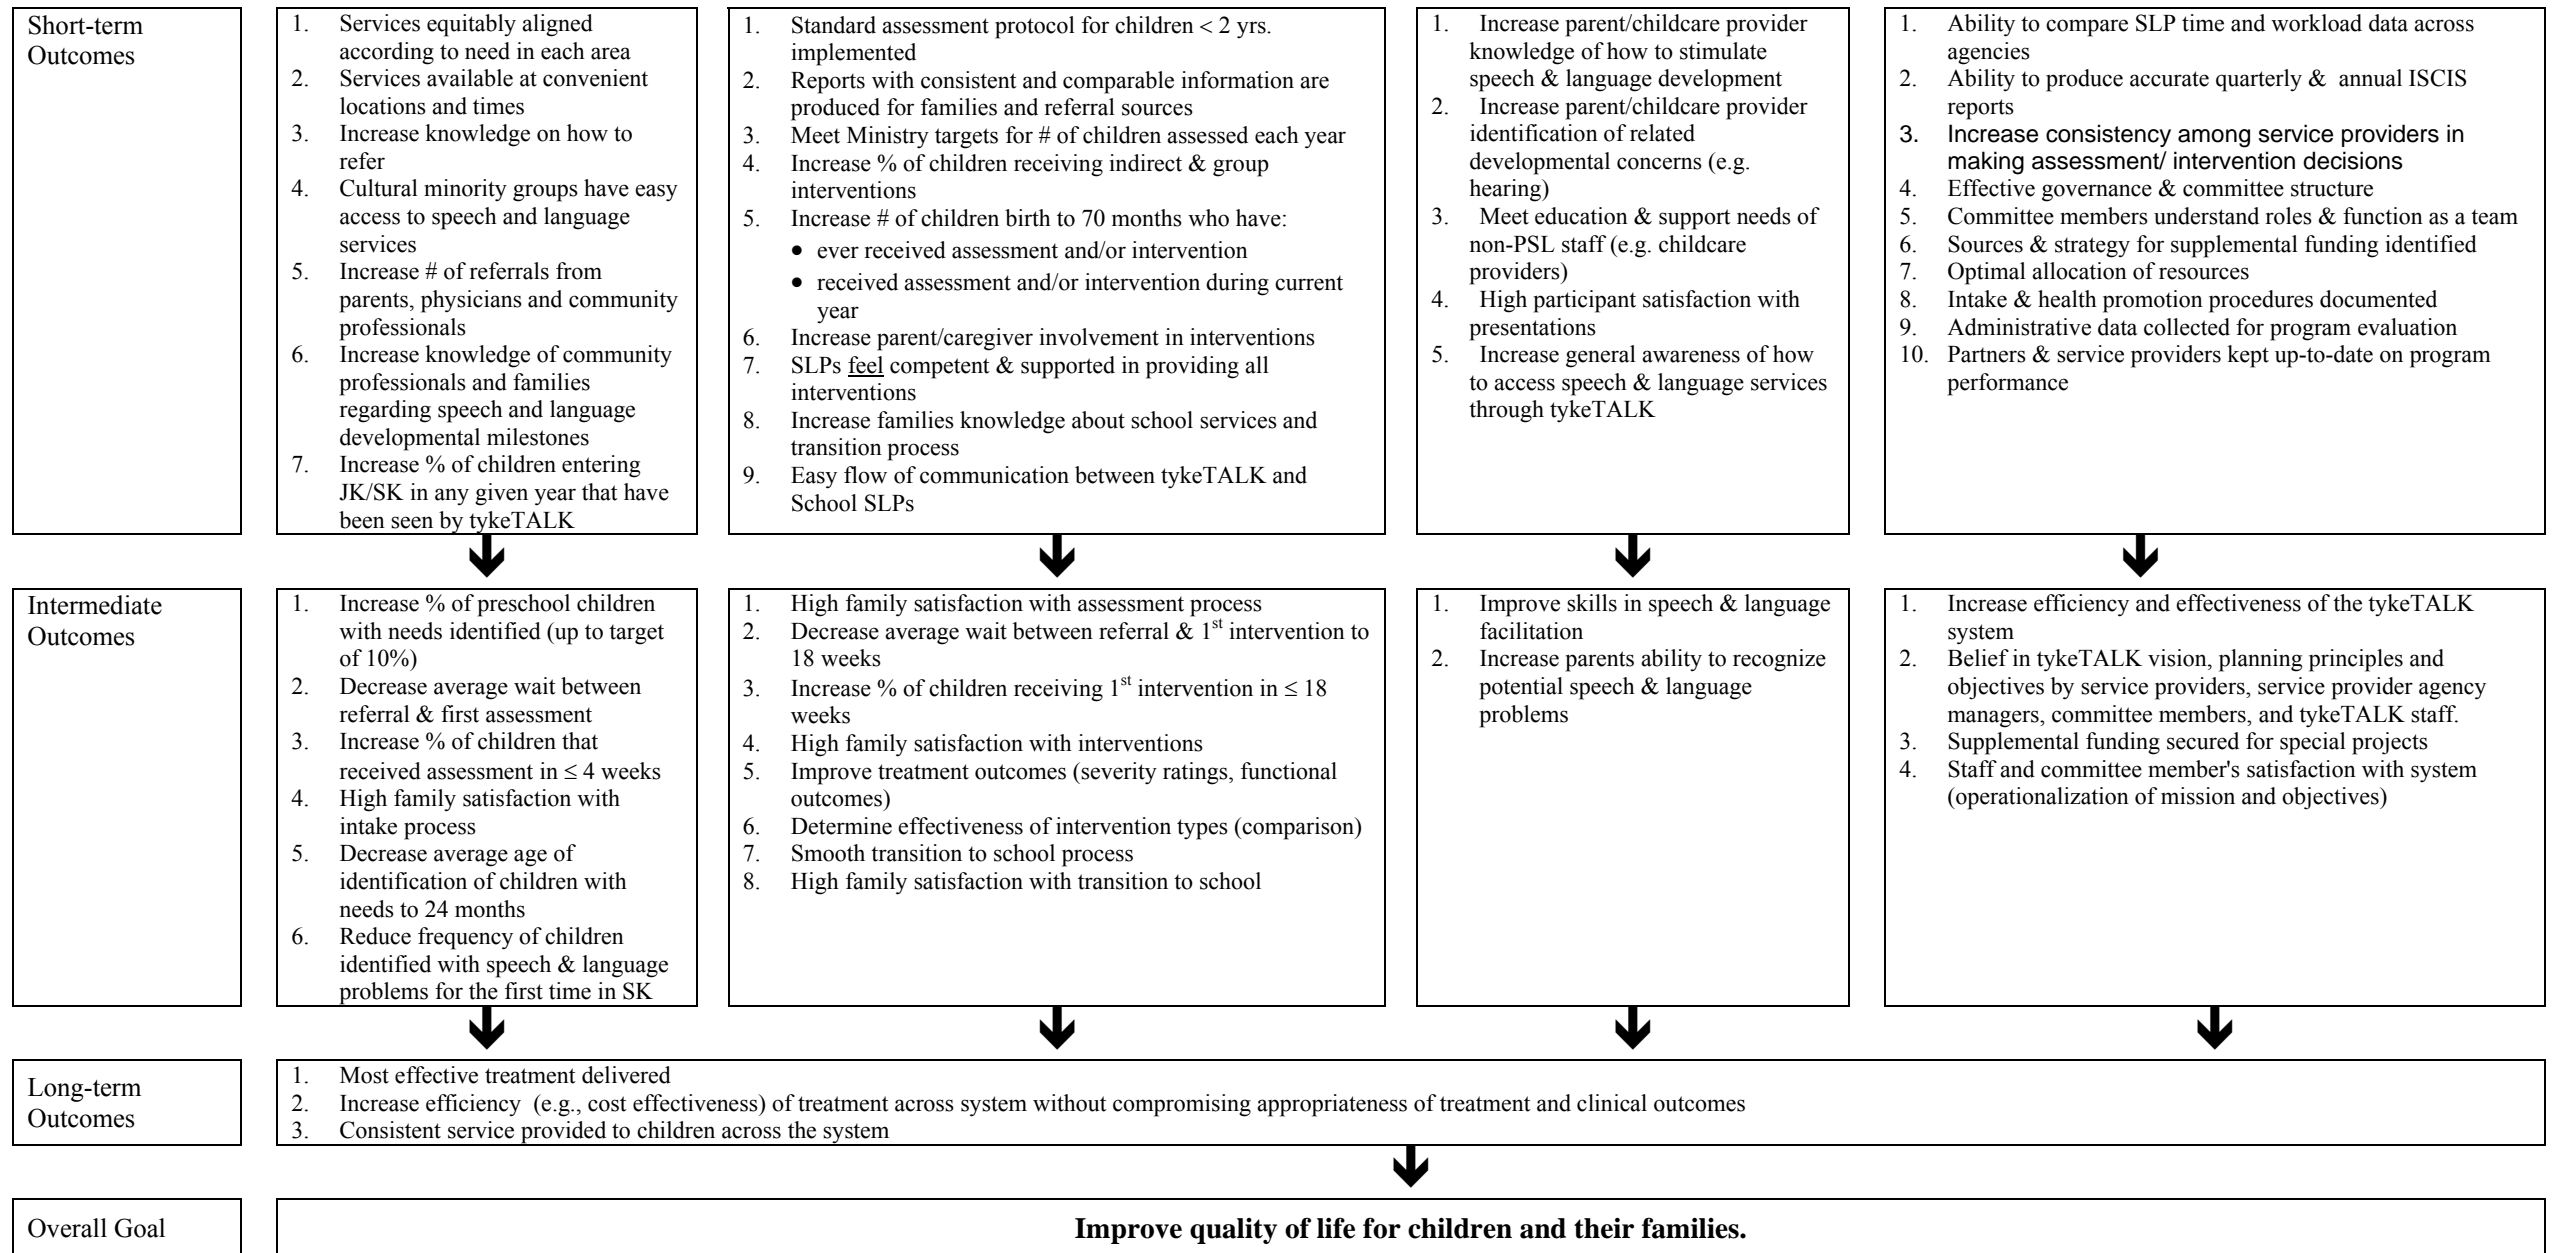 Short-term
Outcomes
1. Services equitably aligned
according to need in each area
2. Services available at convenient
locations and times
3. Increase knowledge on how to
refer
4. Cultural minority groups have easy
access to speech and language
services
5. Increase # of referrals from
parents, physicians and community
professionals
6. Increase knowledge of community
professionals and families
regarding speech and language
developmental milestones
7. Increase % of children entering
JK/SK in any given year that have
been seen by tykeTALK
1. Standard assessment protocol for children < 2 yrs.
implemented
2. Reports with consistent and comparable information are
produced for families and referral sources
3. Meet Ministry targets for # of children assessed each year
4. Increase % of children receiving indirect & group
interventions
5. Increase # of children birth to 70 months who have:
• ever received assessment and/or intervention
• received assessment and/or intervention during current
year
6. Increase parent/caregiver involvement in interventions
7. SLPs feel competent & supported in providing all
interventions
8. Increase families knowledge about school services and
transition process
9. Easy flow of communication between tykeTALK and
School SLPs
1. Increase parent/childcare provider
knowledge of how to stimulate
speech & language development
2. Increase parent/childcare provider
identification of related
developmental concerns (e.g.
hearing)
3. Meet education & support needs of
non-PSL staff (e.g. childcare
providers)
4. High participant satisfaction with
presentations
5. Increase general awareness of how
to access speech & language services
through tykeTALK
1. Ability to compare SLP time and workload data across
agencies
2. Ability to produce accurate quarterly & annual ISCIS
reports
3. Increase consistency among service providers in
making assessment/ intervention decisions
4. Effective governance & committee structure
5. Committee members understand roles & function as a team
6. Sources & strategy for supplemental funding identified
7. Optimal allocation of resources
8. Intake & health promotion procedures documented
9. Administrative data collected for program evaluation
10. Partners & service providers kept up-to-date on program
performance
Intermediate
Outcomes
1. Increase % of preschool children
with needs identified (up to target
of 10%)
2. Decrease average wait between
referral & first assessment
3. Increase % of children that
received assessment in ≤ 4 weeks
4. High family satisfaction with
intake process
5. Decrease average age of
identification of children with
needs to 24 months
6. Reduce frequency of children
identified with speech & language
problems for the first time in SK
1. High family satisfaction with assessment process
2. Decrease average wait between referral & 1st intervention to
18 weeks
3. Increase % of children receiving 1st intervention in ≤ 18
weeks
4. High family satisfaction with interventions
5. Improve treatment outcomes (severity ratings, functional
outcomes)
6. Determine effectiveness of intervention types (comparison)
7. Smooth transition to school process
8. High family satisfaction with transition to school
1. Improve skills in speech & language
facilitation
2. Increase parents ability to recognize
potential speech & language
problems
1. Increase efficiency and effectiveness of the tykeTALK
system
2. Belief in tykeTALK vision, planning principles and
objectives by service providers, service provider agency
managers, committee members, and tykeTALK staff.
3. Supplemental funding secured for special projects
4. Staff and committee member's satisfaction with system
(operationalization of mission and objectives)
Long-term
Outcomes
1. Most effective treatment delivered
2. Increase efficiency (e.g., cost effectiveness) of treatment across system without compromising appropriateness of treatment and clinical outcomes
3. Consistent service provided to children across the system
Overall Goal
Improve quality of life for children and their families.